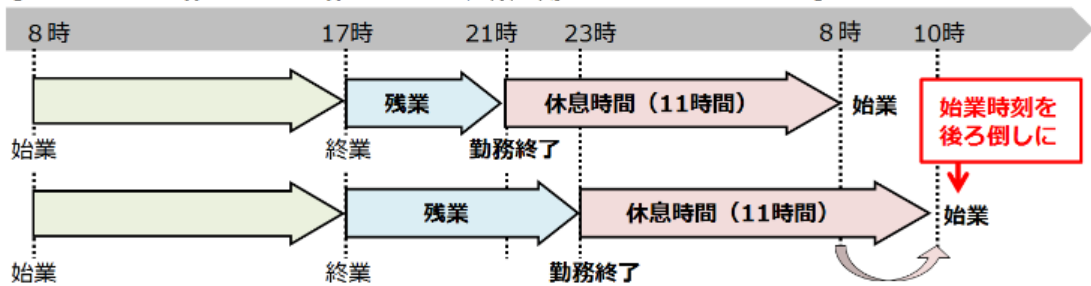 8時 17時 21時 23時 8時 10時
残業 休息時間（11時間） 始業
始業時刻を
後ろ倒しに
始業 終業 勤務終了
残業 休息時間（11時間） 始業
始業 終業 勤務終了